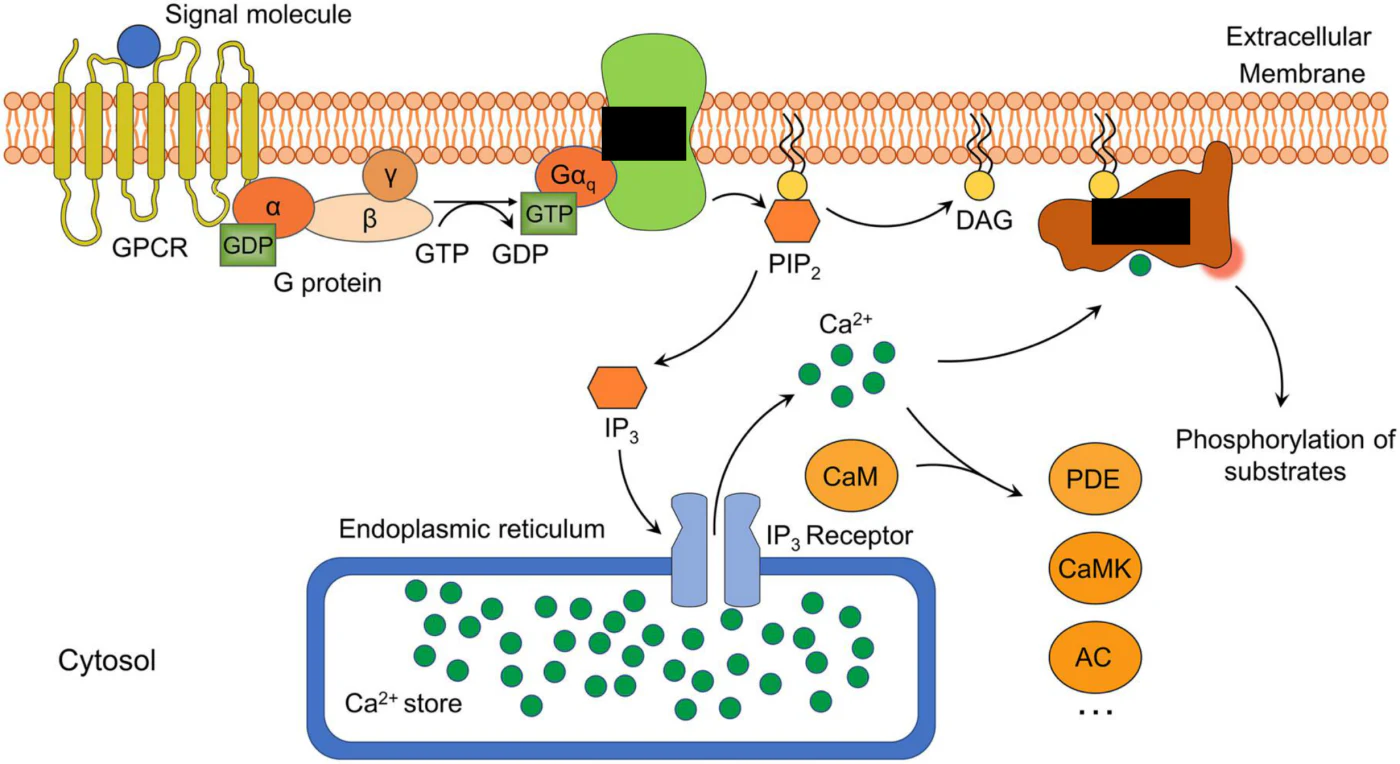 Signal molecule
Extracellular
Membrane
γ
Gαq
α
β
GTP
DAG
GPCR
GDP
GTP
GDP
PIP2
G protein
Ca2+
IP3
Phosphorylation of
substrates
CaM
PDE
Endoplasmic reticulum
IP3 Receptor
CaMK
Cytosol
AC
Ca2+ store
...